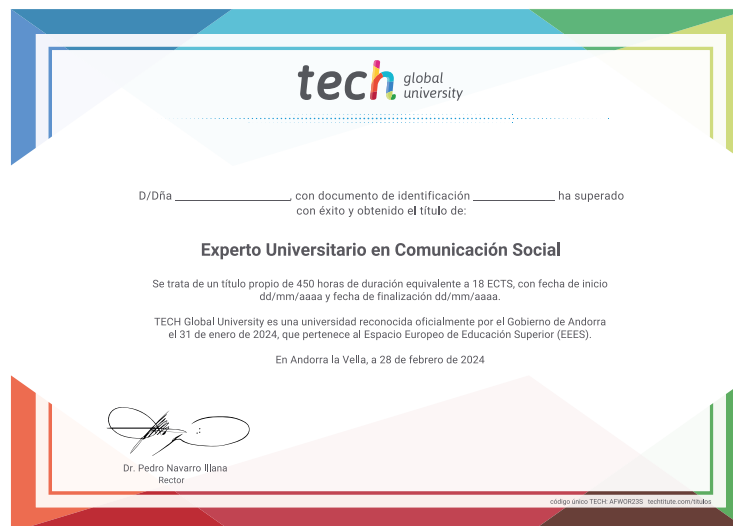 tech global university
D/Dña ______________, con documento de identificación __________ ha superado
con éxito y obtenido el título de:
Experto Universitario en Comunicación Social
Se trata de un título propio de 450 horas de duración equivalente a 18 ECTS, con fecha de inicio
dd/mm/aaaa y fecha de finalización dd/mm/aaaa.
TECH Global University es una universidad reconocida oficialmente por el Gobierno de Andorra
el 31 de enero de 2024, que pertenece al Espacio Europeo de Educación Superior (EEES).
En Andorra la Vella, a 28 de febrero de 2024
Dr. Pedro Navarro Illana
Rector
código único TECH: AFWOR23S techtitute.com/titulos